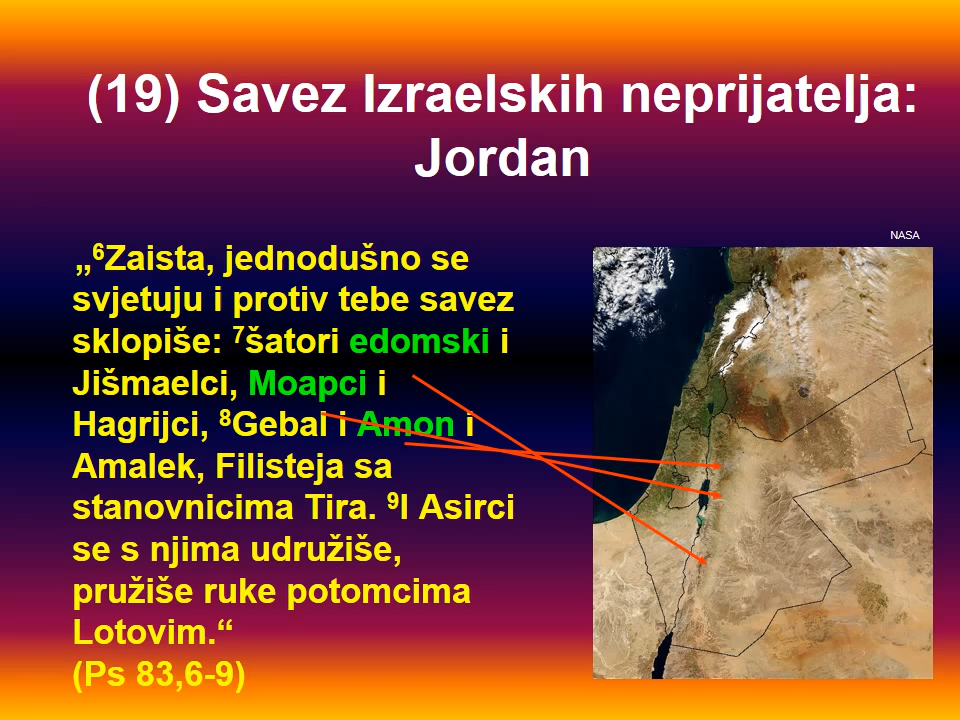 (19) Savez Izraelskih neprijatelja:
Jordan
NASA
„6Zaista, jednodušno se
svjetuju i protiv tebe savez
sklopiše: 7šatori edomski i
Jišmaelci, Moapci i
Hagrijci, 8Gebal i Amon i
Amalek, Filisteja sa
stanovnicima Tira. 9I Asirci
se s njima udružiše,
pružiše ruke potomcima
Lotovim.“
(Ps 83,6-9)